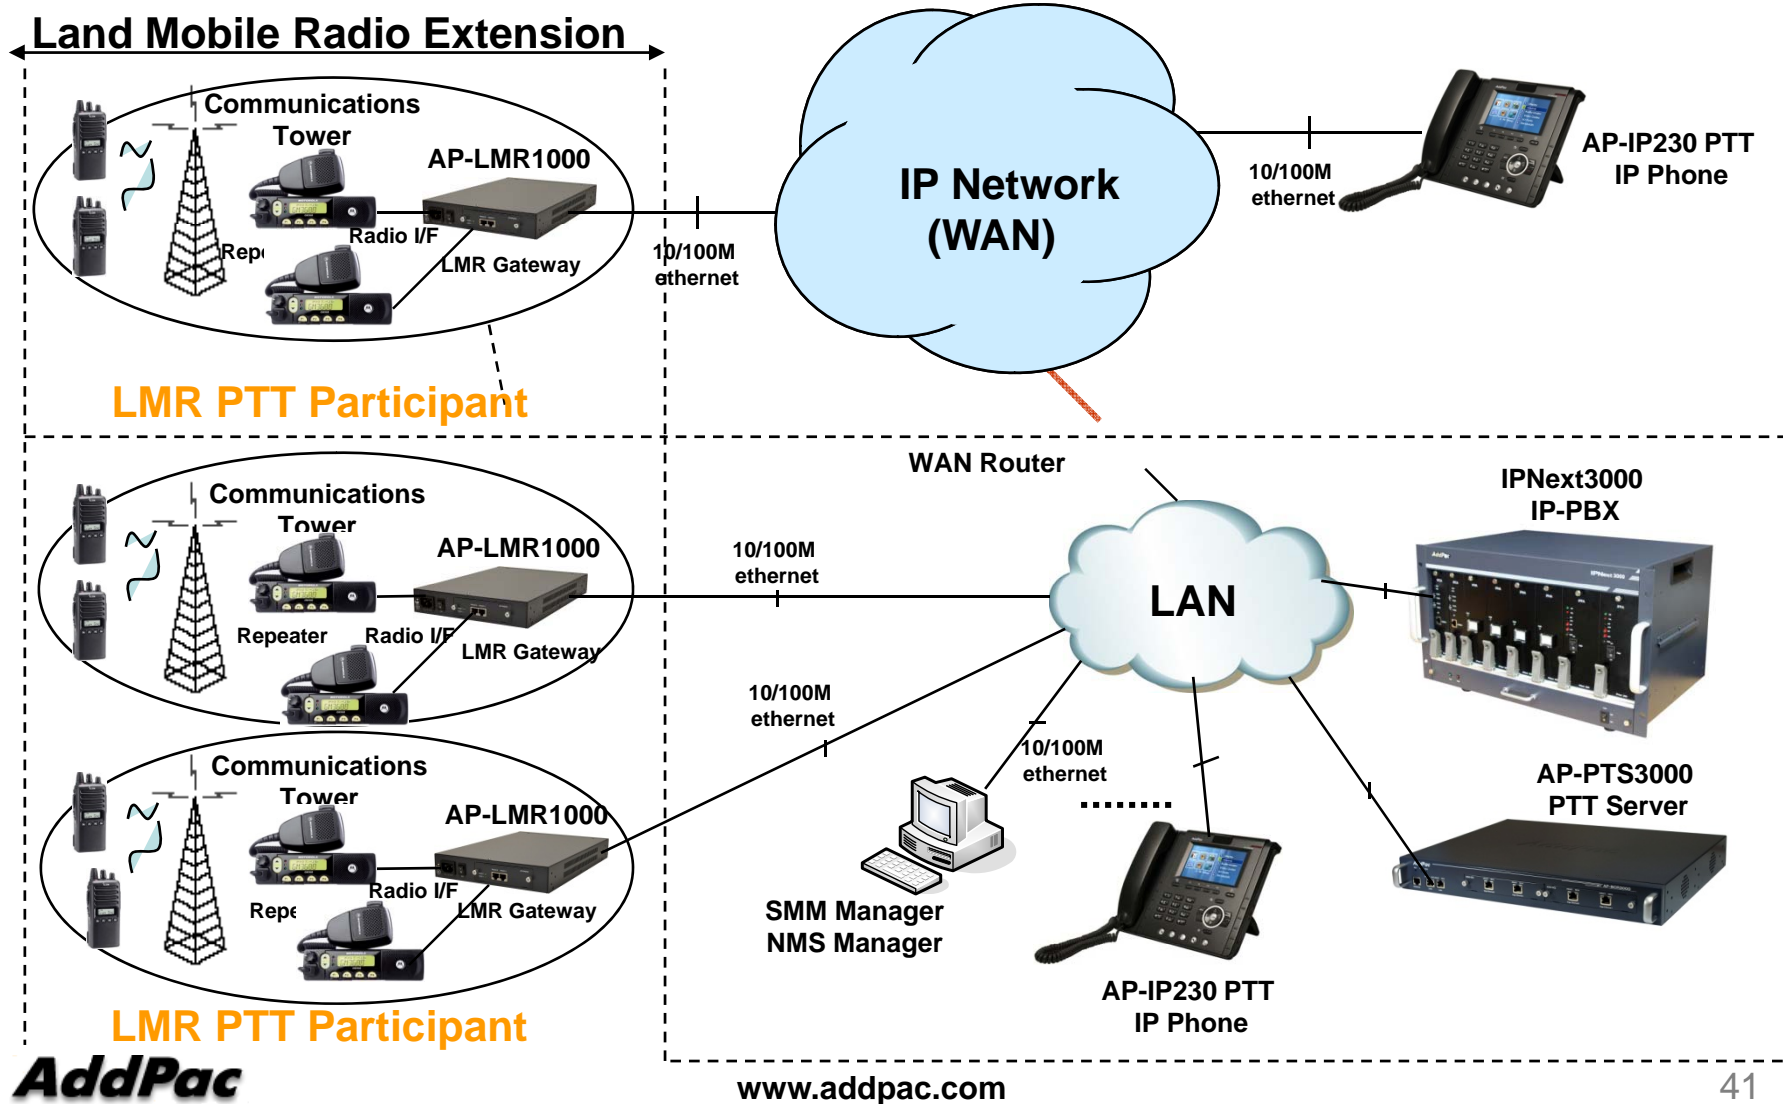 Land Mobile Radio Extension
Communications
Tower
AP-LMR1000
Radio I/F
Repe
LMR Gateway
10/100M
ethernet
IP Network
(WAN)
10/100M
ethernet
AP-IP230 PTT
IP Phone
LMR PTT Participant
WAN Router
Communications
Tower
AP-LMR1000
Repeater
Radio I/F
LMR Gateway
10/100M
ethernet
LAN
IPNext3000
IP-PBX
10/100M
ethernet
10/100M
ethernet
Communications
Tower
AP-LMR1000
Radio I/F
Repe
LMR Gateway
SMM Manager
NMS Manager
AP-IP230 PTT
IP Phone
AP-PTS3000
PTT Server
LMR PTT Participant
AddPac
www.addpac.com
41